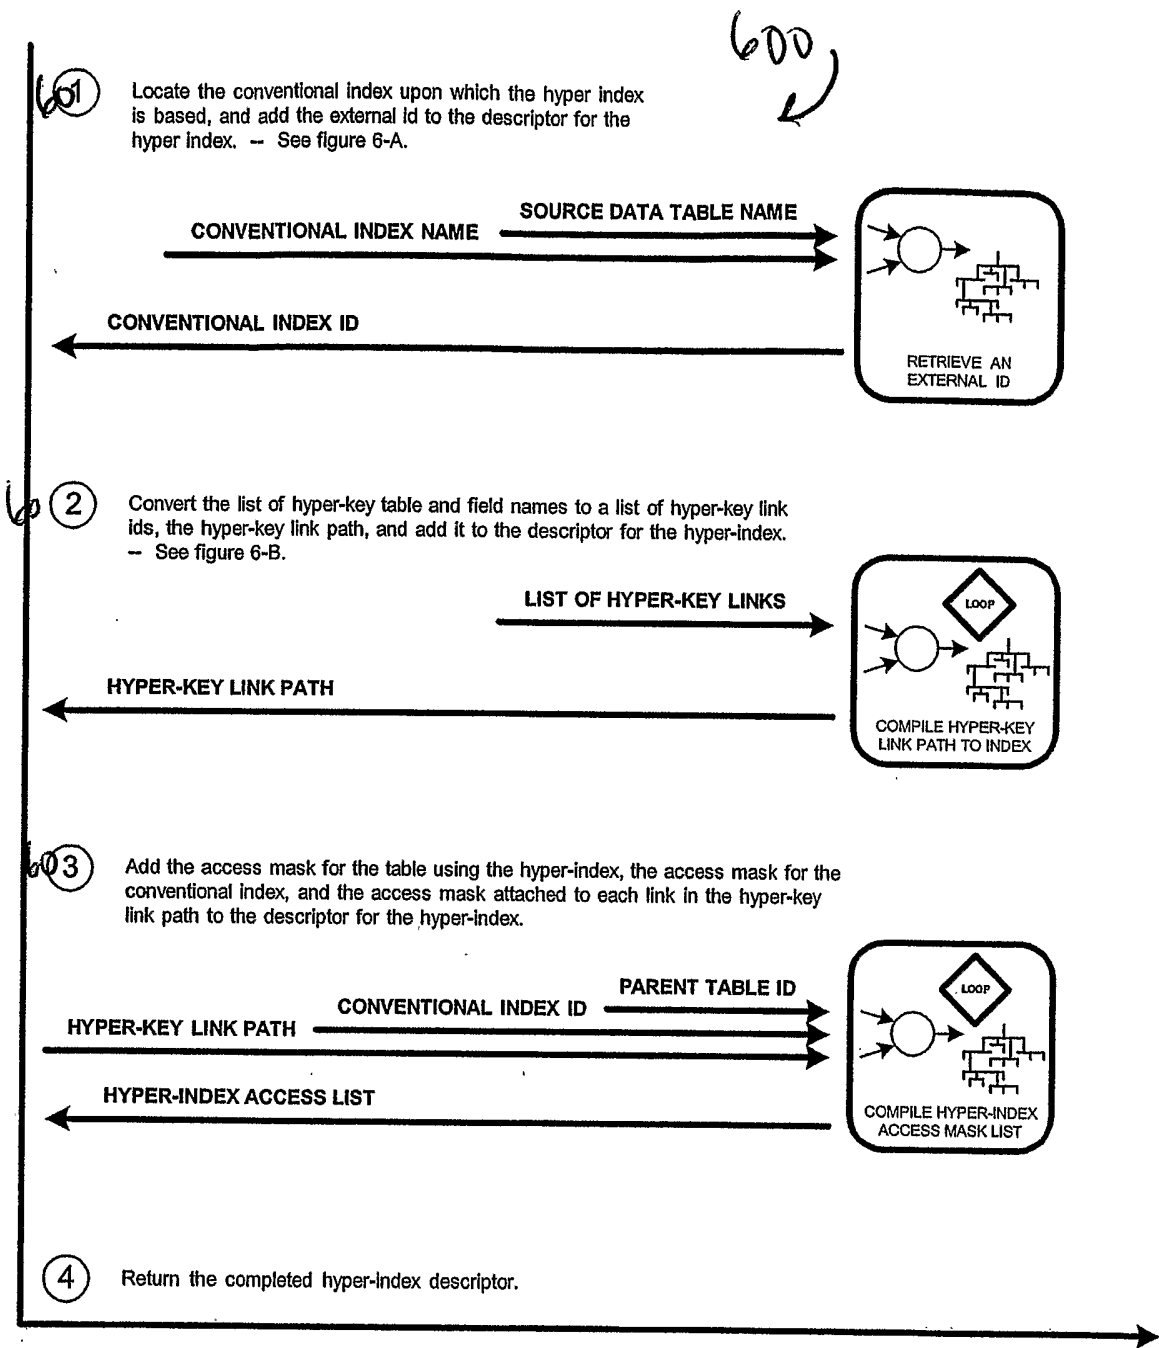 600
601
Locate the conventional index upon which the hyper index
is based, and add the external id to the descriptor for the
hyper index. -- See figure 6-A.
SOURCE DATA TABLE NAME
CONVENTIONAL INDEX NAME
CONVENTIONAL INDEX ID
RETRIEVE AN
EXTERNAL ID
60 2
Convert the list of hyper-key table and field names to a list of hyper-key link
ids, the hyper-key link path, and add it to the descriptor for the hyper-index.
-- See figure 6-B.
LOOP
LIST OF HYPER-KEY LINKS
HYPER-KEY LINK PATH
COMPILE HYPER-KEY
LINK PATH TO INDEX
60 3
Add the access mask for the table using the hyper-index, the access mask for the
conventional index, and the access mask attached to each link in the hyper-key
link path to the descriptor for the hyper-index.
LOOP
PARENT TABLE ID
CONVENTIONAL INDEX ID
HYPER-KEY LINK PATH
HYPER-INDEX ACCESS LIST
COMPILE HYPER-INDEX
ACCESS MASK LIST
4
Return the completed hyper-index descriptor.